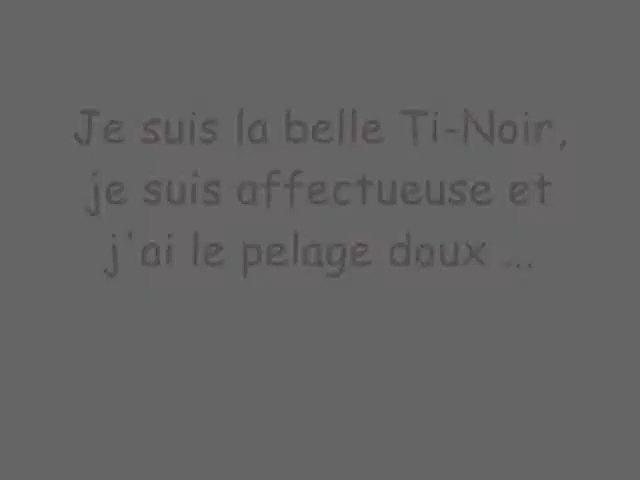 Je suis la belle Ti-Noir,
je suis affectueuse et
j'ai le pelage doux ...